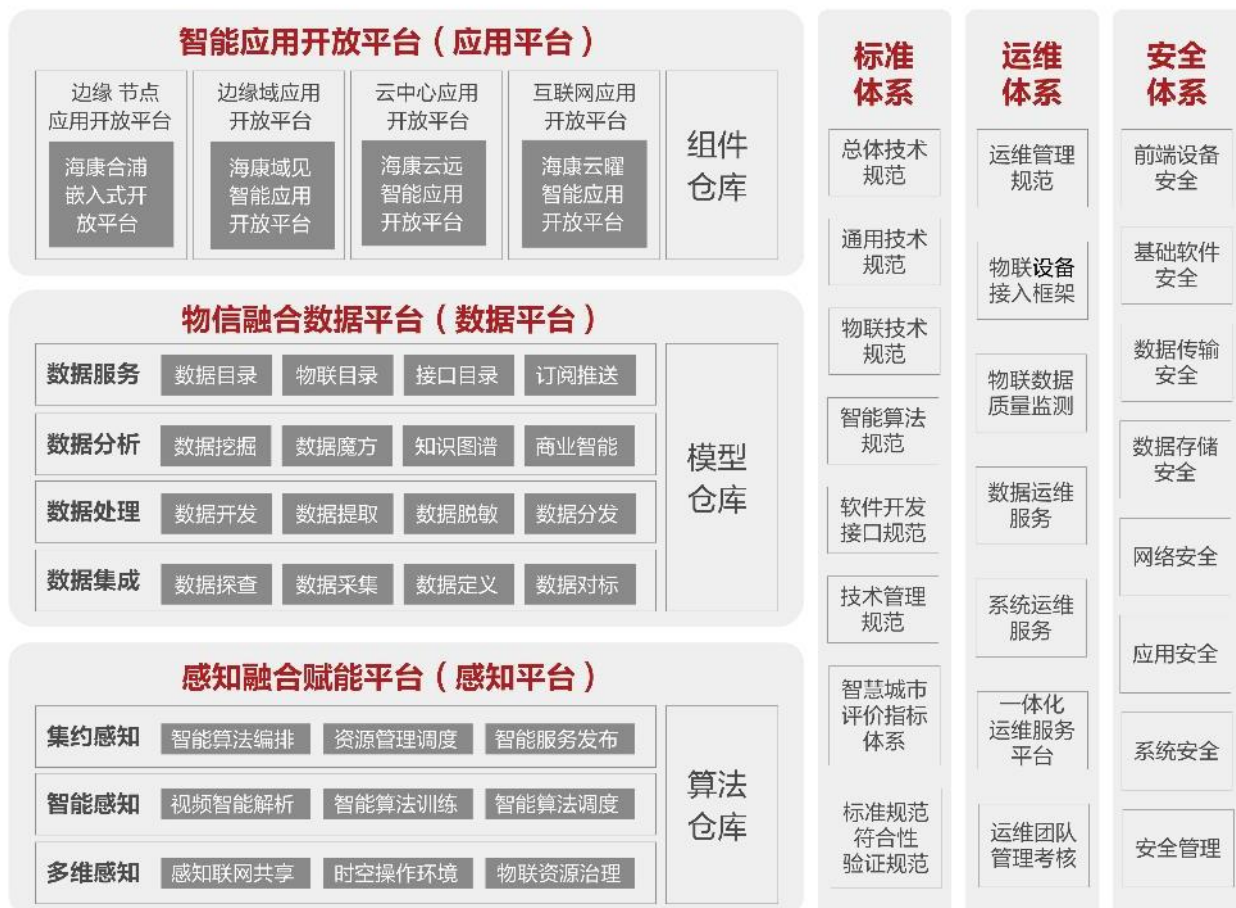 智能应用开放平台（应用平台）
边缘 节点
应用开放平台
海康合浦
嵌入式开
放平台
边缘域应用
开放平台
海康域见
智能应用
开放平台
云中心应用
开放平台
海康云远
智能应用
开放平台
互联网应用
开放平台
海康云曜
智能应用
开放平台
组件
仓库
物信融合数据平台（数据平台）
数据服务 数据目录 物联目录 接口目录 订阅推送
数据分析 数据挖掘 数据魔方 知识图谱 商业智能
数据处理 数据开发 数据提取 数据脱敏 数据分发
数据集成 数据探查 数据采集 数据定义 数据对标
模型
仓库
感知融合赋能平台（感知平台）
集约感知 智能算法编排 资源管理调度 智能服务发布
智能感知 视频智能解析 智能算法训练 智能算法调度
多维感知 感知联网共享 时空操作环境 物联资源治理
算法
仓库
标准
体系
总体技术
规范
通用技术
规范
物联技术
规范
智能算法
规范
软件开发
接口规范
技术管理
规范
智慧城市
评价指标
体系
标准规范
符合性
验证规范
运维
体系
运维管理
规范
物联设备
接入框架
物联数据
质量监测
数据运维
服务
系统运维
服务
一体化
运维服务
平台
运维团队
管理考核
安全
体系
前端设备
安全
基础软件
安全
数据传输
安全
数据存储
安全
网络安全
应用安全
系统安全
安全管理